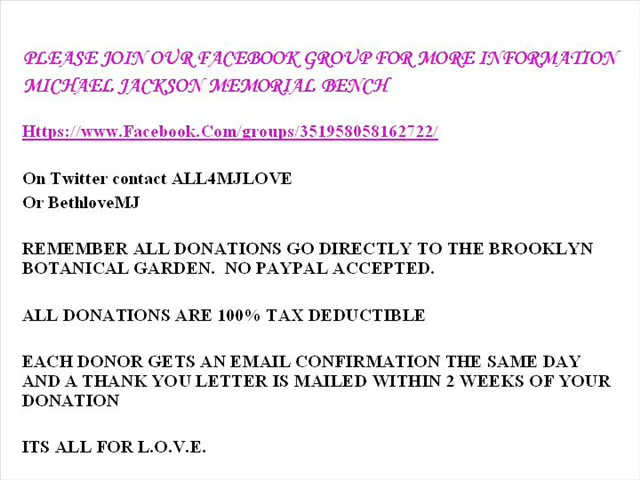 PLEASE JOIN OUR FACEBOOK GROUP FOR MORE INFORMATION
MICHAEL JACKSON MEMORIAL BENCH
Https://www.Facebook.Com/groups/351958058162722/
On Twitter contact ALL4MJLOVE
Or BethloveMJ
REMEMBER ALL DONATIONS GO DIRECTLY TO THE BROOKLYN
BOTANICAL GARDEN.  NO PAYPAL ACCEPTED.
ALL DONATIONS ARE 100% TAX DEDUCTIBLE
EACH DONOR GETS AN EMAIL CONFIRMATION THE SAME DAY
AND A THANK YOU LETTER IS MAILED WITHIN 2 WEEKS OF YOUR
DONATION
ITS ALL FOR L.O.V.E.